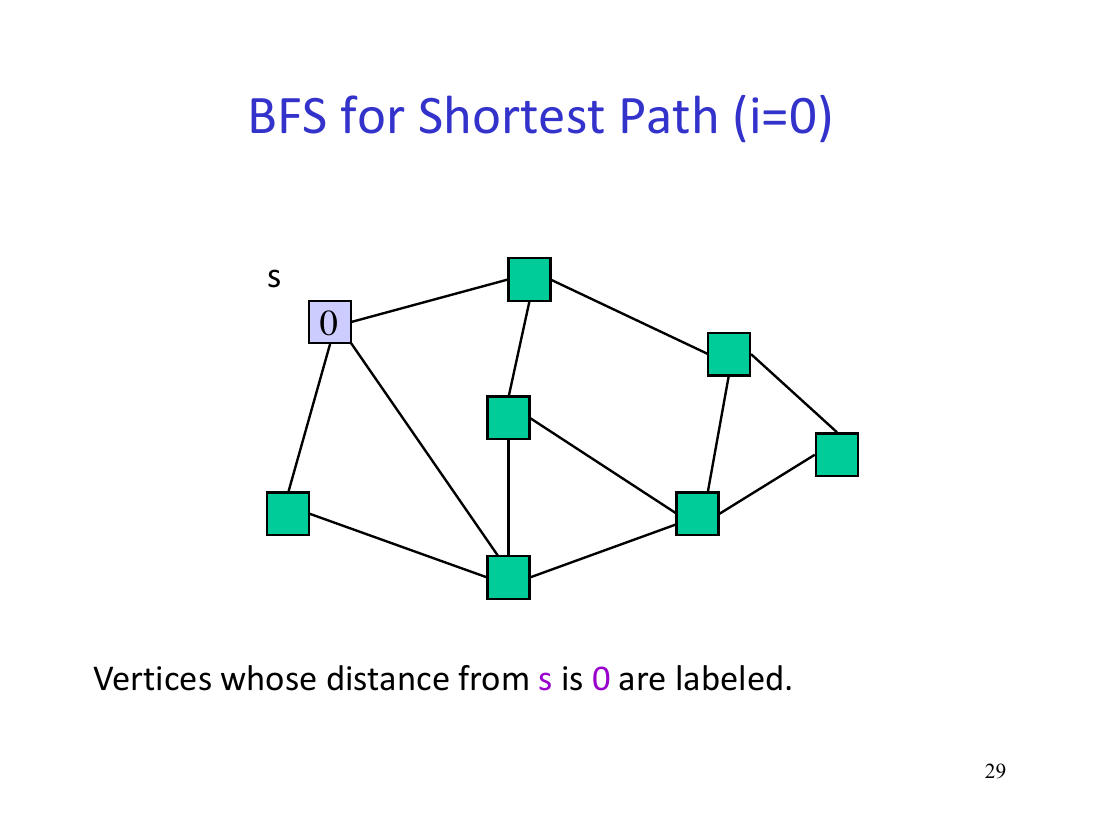 BFS for Shortest Path (i=0)
s
0
Vertices whose distance from s is 0 are labeled.
29